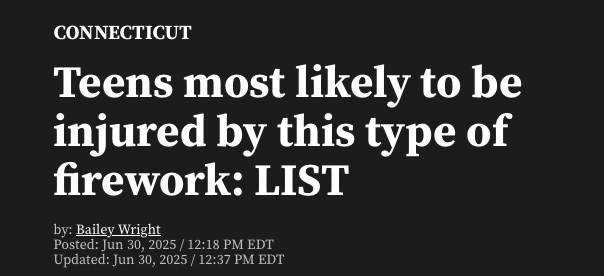 CONNECTICUT
Teens most likely to be
injured by this type of
firework: LIST
by: Bailey Wright
Posted: Jun 30, 2025 / 12:18 PM EDT
Updated: Jun 30, 2025 / 12:37 PM EDT